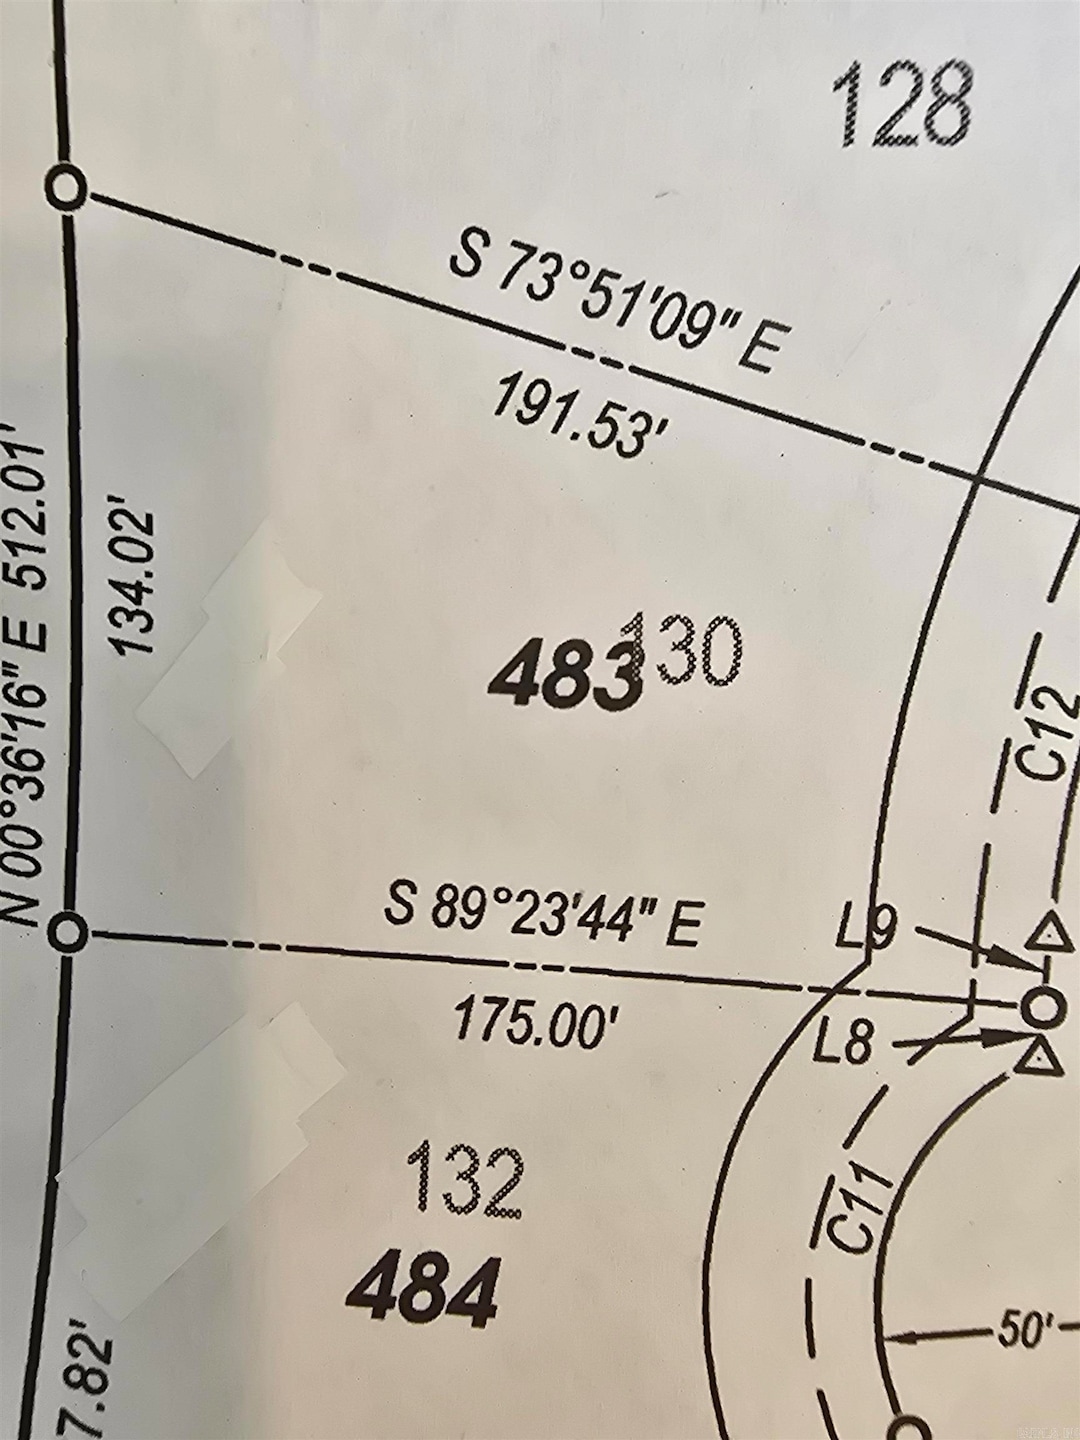 128
S 73°51'09" E
191.53'
N 00°36'16" E 512.01'
134.02'
130
483
C12
S 89°23'44" E
175.00'
L9
L8
132
484
C11
50'
7.82'